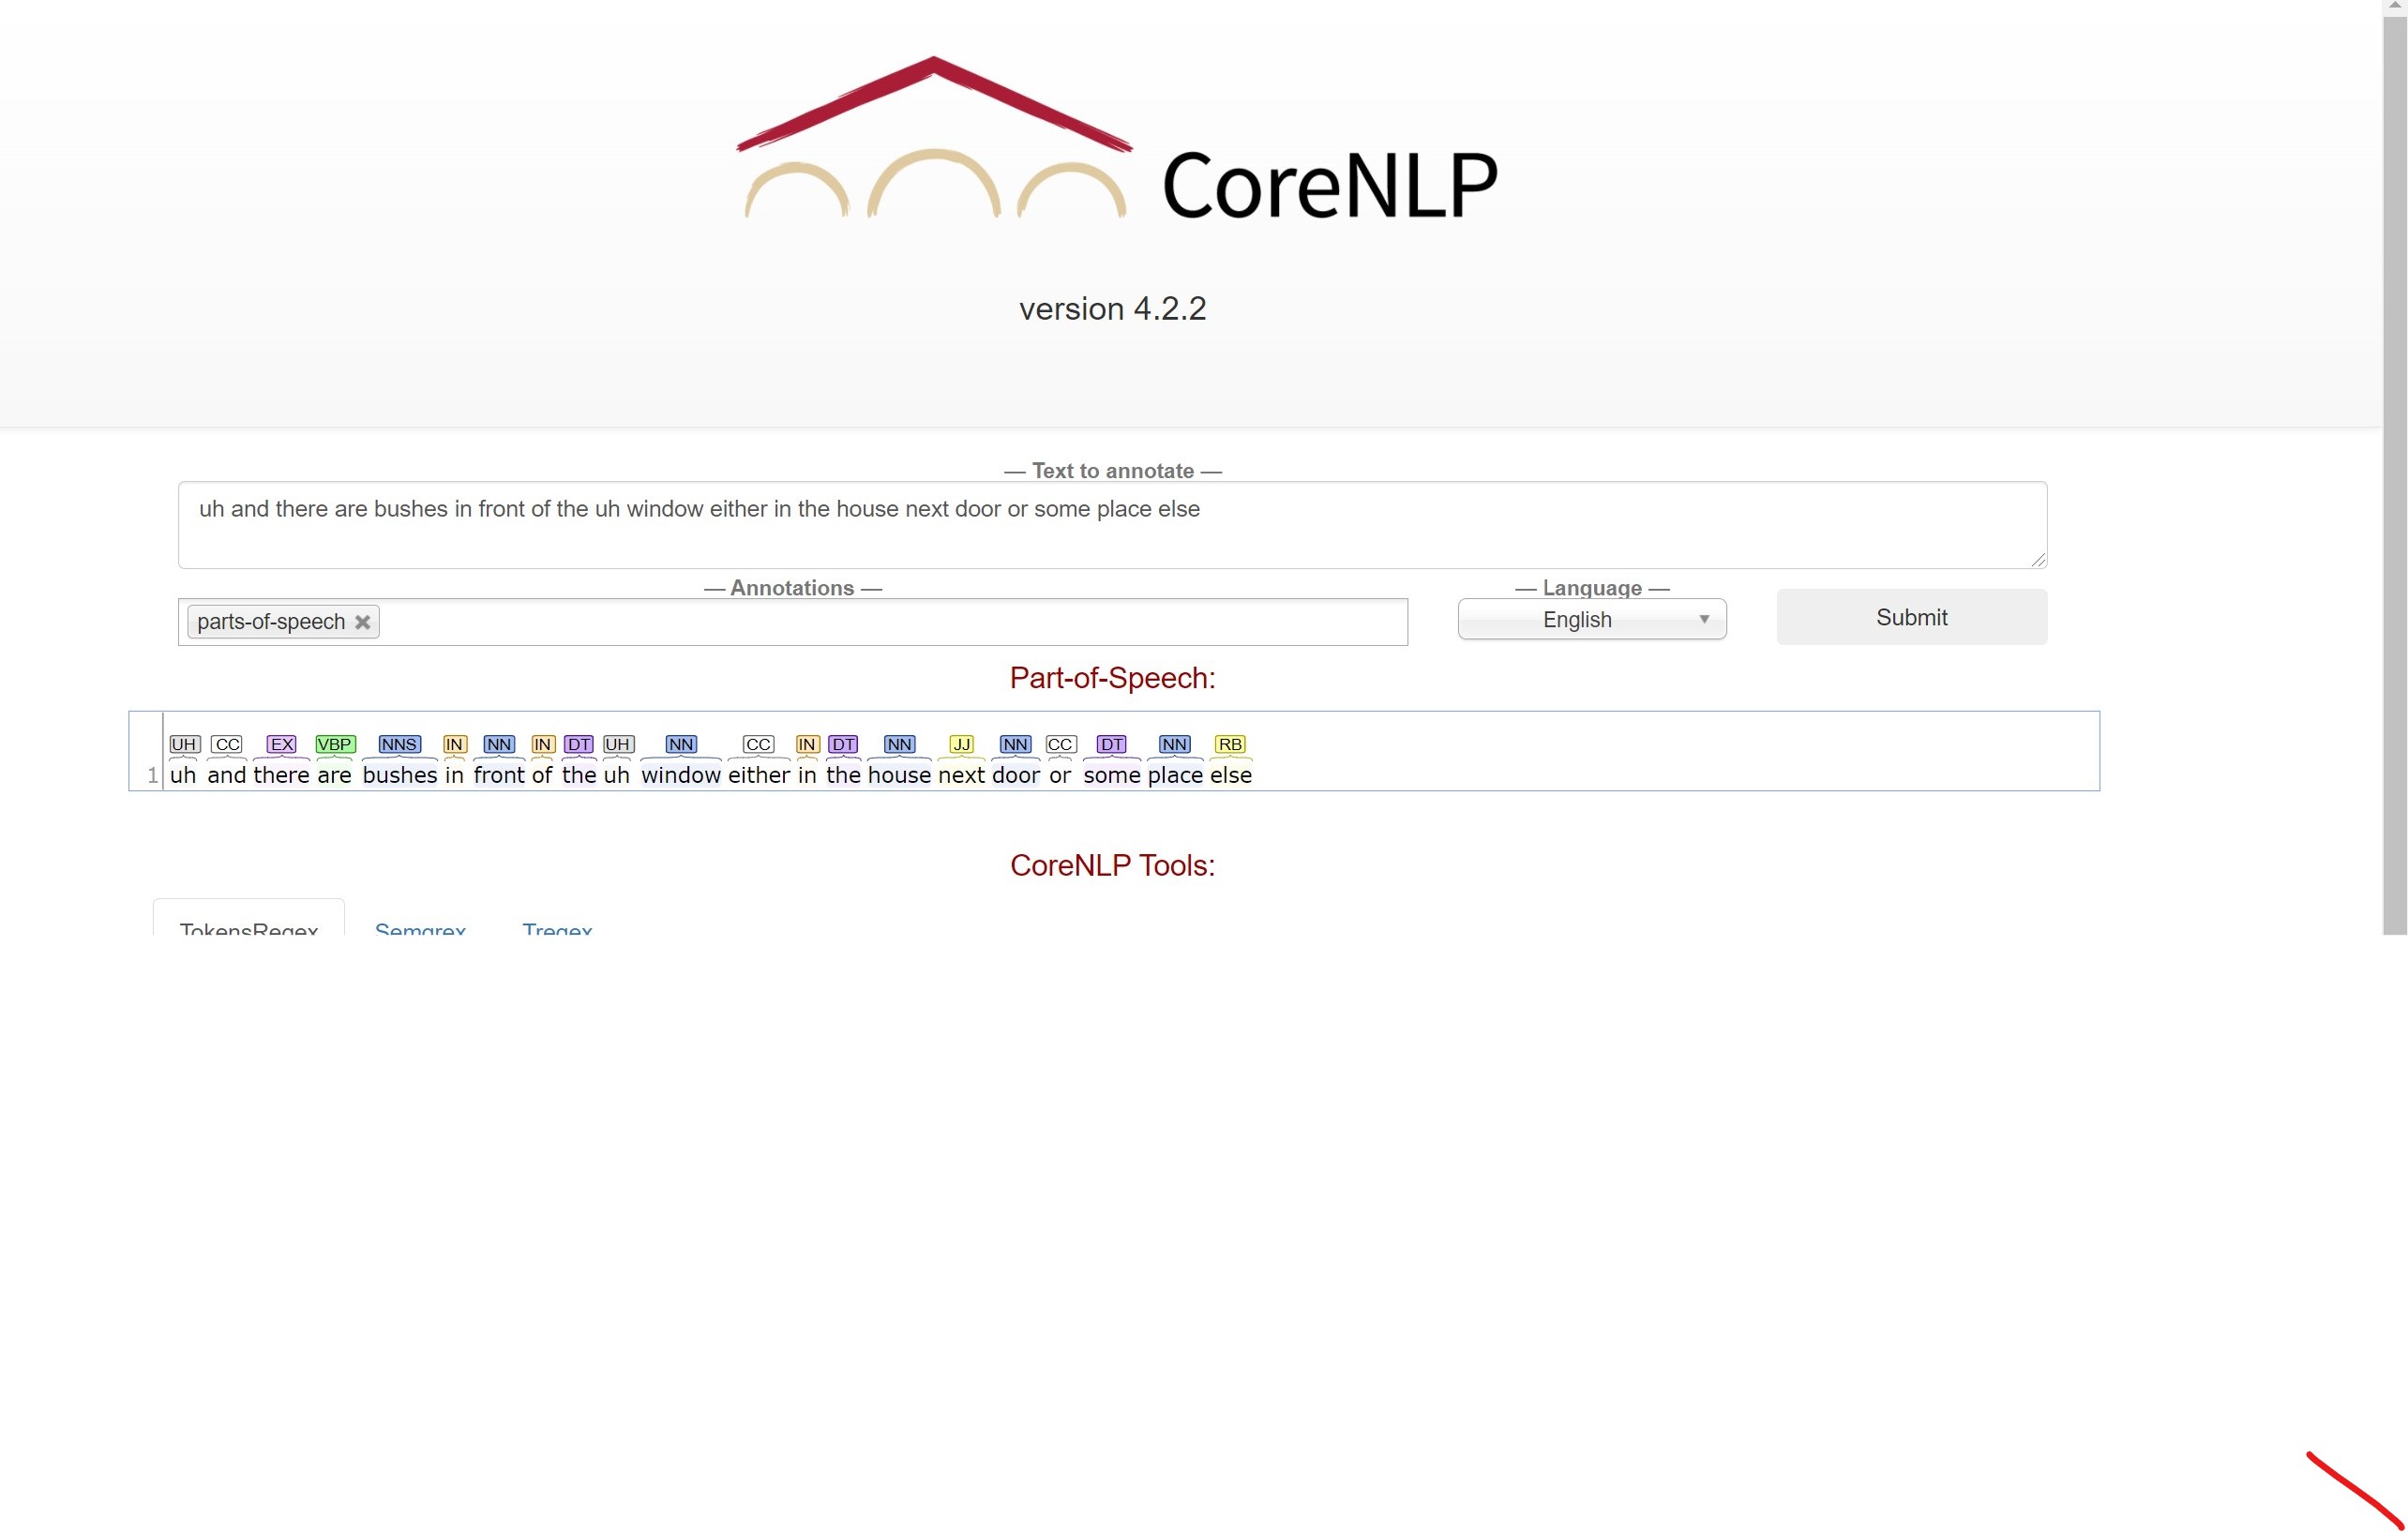 CoreNLP
version 4.2.2
— Text to annotate —
uh and there are bushes in front of the uh window either in the house next door or some place else
— Annotations —
— Language —
parts-of-speech
English
Submit
Part-of-Speech:
UH CC EX VBP NNS IN NN IN DT UH NN CC IN DT NN JJ NN CC DT NN RB
1 uh and there are bushes in front of the uh window either in the house next door or some place else
CoreNLP Tools:
TokensRegex Semgrex Tregex